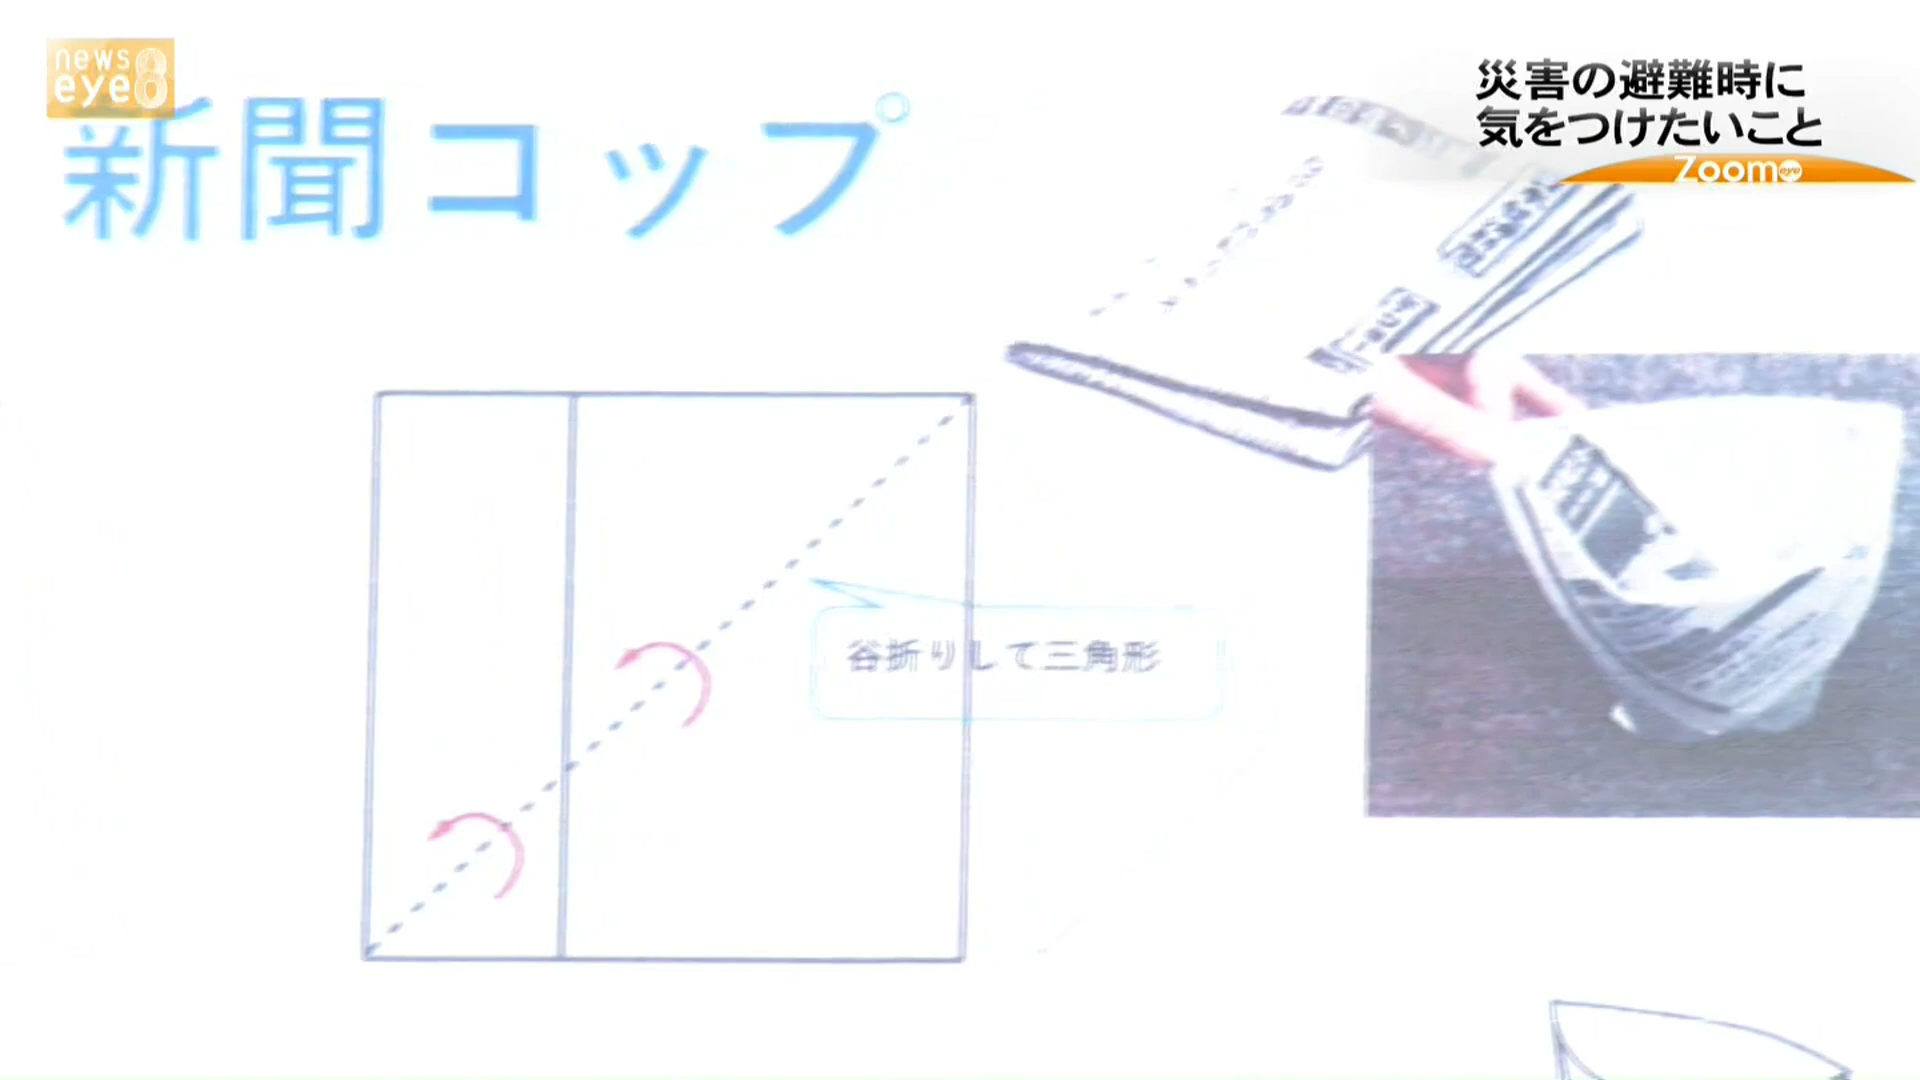 news
eye8
新聞コップ
災害の避難時に
気をつけたいこと
Zoom eye
谷折りして三角形